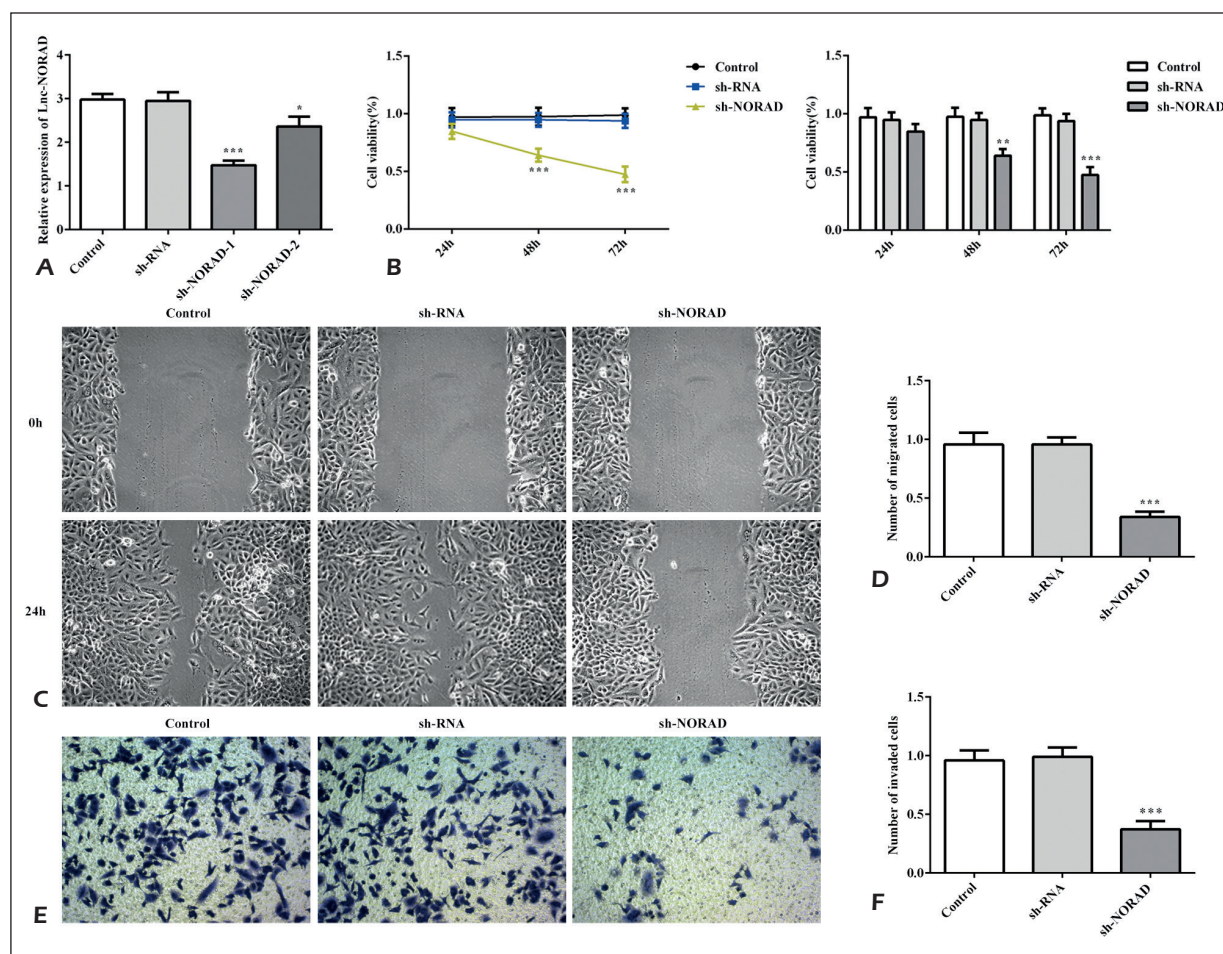 Relative expression of Lnc-NORAD
4
3
2
1
0
***
*
Control
sh-RNA
sh-NORAD-1
sh-NORAD-2
A
Cell viability(%)
1.5
1.0
0.5
0.0
***
***
24h
48h
72h
Control
sh-RNA
sh-NORAD
B
Cell viability(%)
1.5
1.0
0.5
0.0
**
***
24h
48h
72h
Control
sh-RNA
sh-NORAD
Control
sh-RNA
sh-NORAD
0h
24h
C
Number of migrated cells
1.5
1.0
0.5
0.0
***
Control
sh-RNA
sh-NORAD
D
Control
sh-RNA
sh-NORAD
E
Number of invaded cells
1.5
1.0
0.5
0.0
***
Control
sh-RNA
sh-NORAD
F